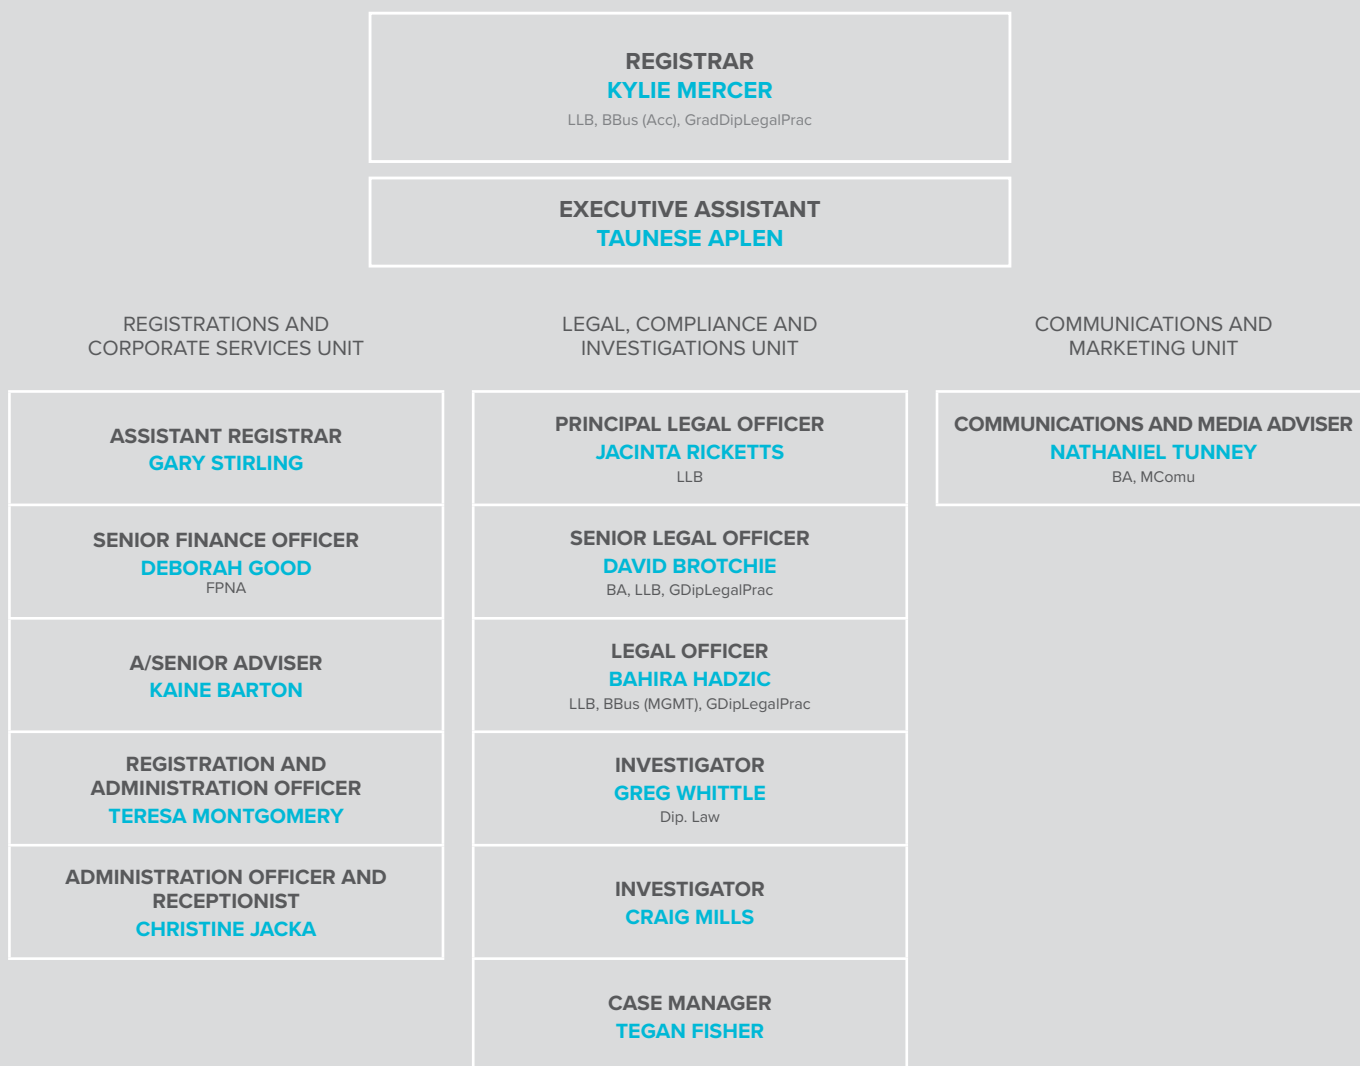 REGISTRAR
KYLIE MERCER
LLB, BBus (Acc), GradDipLegalPrac
EXECUTIVE ASSISTANT
TAUNESE APLEN
REGISTRATIONS AND
CORPORATE SERVICES UNIT
ASSISTANT REGISTRAR
GARY STIRLING
SENIOR FINANCE OFFICER
DEBORAH GOOD
FPNA
A/SENIOR ADVISER
KAINE BARTON
REGISTRATION AND
ADMINISTRATION OFFICER
TERESA MONTGOMERY
ADMINISTRATION OFFICER AND
RECEPTIONIST
CHRISTINE JACKA
LEGAL, COMPLIANCE AND
INVESTIGATIONS UNIT
PRINCIPAL LEGAL OFFICER
JACINTA RICKETTS
LLB
SENIOR LEGAL OFFICER
DAVID BROTCHIE
BA, LLB, GDipLegalPrac
LEGAL OFFICER
BAHIRA HADZIC
LLB, BBus (MGMT), GDipLegalPrac
INVESTIGATOR
GREG WHITTLE
Dip. Law
INVESTIGATOR
CRAIG MILLS
CASE MANAGER
TEGAN FISHER
COMMUNICATIONS AND
MARKETING UNIT
COMMUNICATIONS AND MEDIA ADVISER
NATHANIEL TUNNEY
BA, MComu